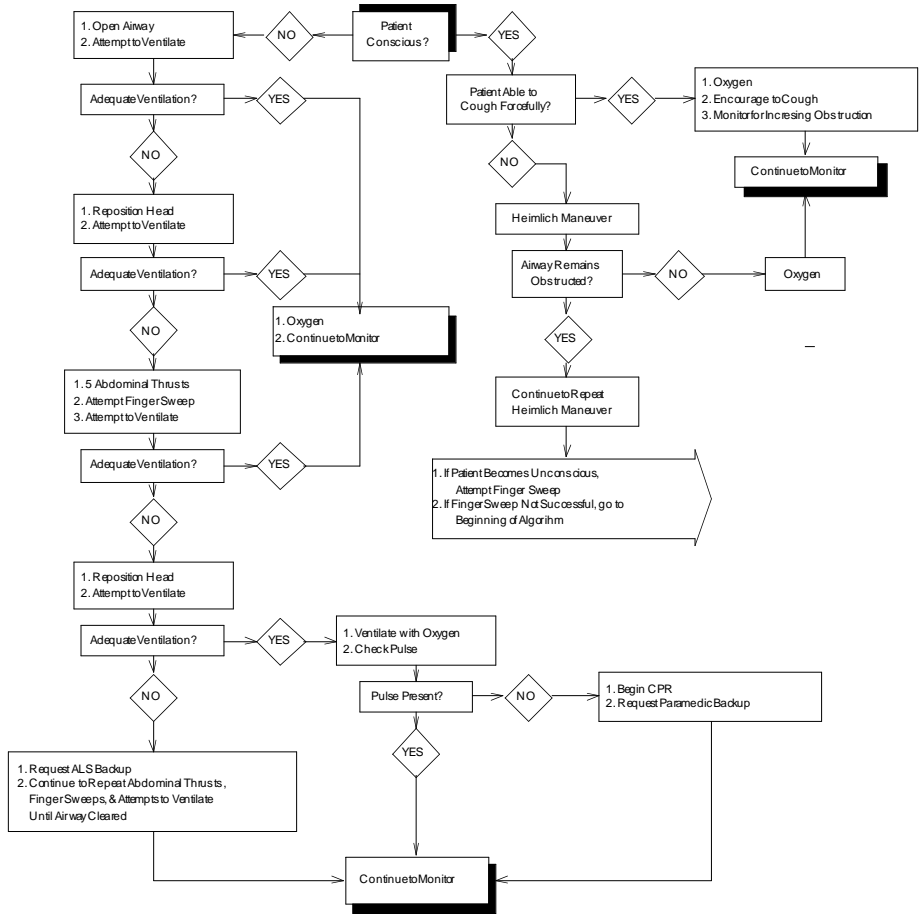 Patient
Conscious?
NO
1. Open Airway
2. Attempt to Ventilate
Adequate Ventilation?
YES
NO
1. Reposition Head
2. Attempt to Ventilate
Adequate Ventilation?
YES
NO
1. Oxygen
2. Continue to Monitor
1. 5 Abdominal Thrusts
2. Attempt Finger Sweep
3. Attempt to Ventilate
Adequate Ventilation?
YES
NO
1. Reposition Head
2. Attempt to Ventilate
Adequate Ventilation?
YES
1. Ventilate with Oxygen
2. Check Pulse
Pulse Present?
NO
1. Begin CPR
2. Request Paramedic Backup
YES
NO
1. Request ALS Backup
2. Continue to Repeat Abdominal Thrusts,
Finger Sweeps, & Attempts to Ventilate
Until Airway Cleared
Continue to Monitor
YES
Patient Able to
Cough Forcefully?
YES
1. Oxygen
2. Encourage to Cough
3. Monitor for Incresing Obstruction
Continue to Monitor
NO
Heimlich Maneuver
Airway Remains
Obstructed?
NO
Oxygen
YES
Continue to Repeat
Heimlich Maneuver
1. If Patient Becomes Unconscious,
Attempt Finger Sweep
2. If Finger Sweep Not Successful, go to
Beginning of Algorihm